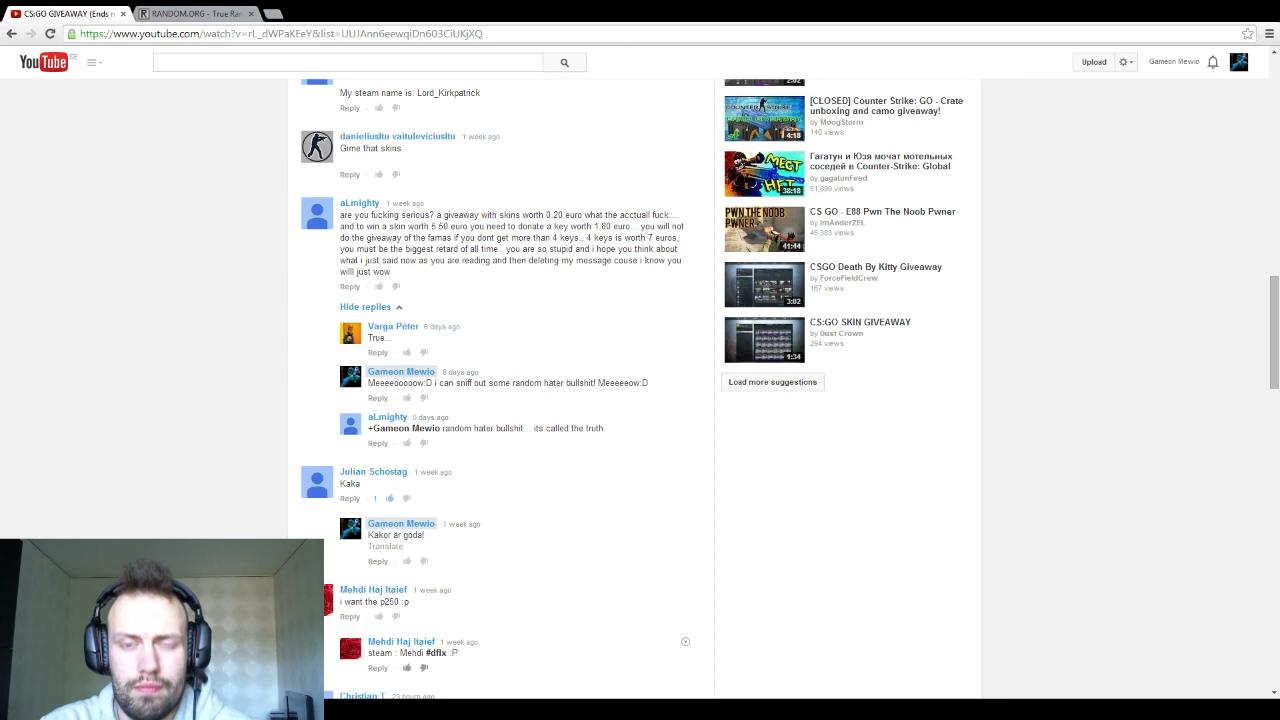 CS:GO GIVEAWAY (Ends n
RANDOM.ORG - True Ran
https://www.youtube.com/watch?v=rL_dWPaKEeY&list=UUJAnn6eewqiDn603CiUKjXQ
YouTube SE
Upload
Gameon Mewio
My steam name is: Lord_Kirkpatrick
Reply
danieliusltu vaituleviciusltu 1 week ago
Gime that skins
Reply
aLmighty 1 week ago
are you fucking serious? a giveaway with skins worth 0.20 euro what the acctuall fuck....
and to win a skin worth 5.50 euro you need to donate a key worth 1.80 euro... you will not
do the giveaway of the famas if you dont get more than 4 keys.. 4 keys is worth 7 euros,
you must be the biggest retard of all time.. you are so stupid and i hope you think about
what i just said now as you are reading and then deleting my message couse i know you
willl just wow
Reply
Hide replies
Varga Péter 6 days ago
True...
Reply
Gameon Mewio 6 days ago
Meeeeooooow:D i can sniff out some random hater bullshit! Meeeeeow:D
Reply
aLmighty 5 days ago
+Gameon Mewio random hater bullshit... its called the truth.
Reply
Julian Schostag 1 week ago
Kaka
Reply · 1
Gameon Mewio 1 week ago
Kakor är goda!
Translate
Reply
Mehdi Haj ltaief 1 week ago
i want the p250 :p
Reply
Mehdi Haj ltaief 1 week ago
steam : Mehdi #dflx :P
Reply
Christian T 23 hours ago
2:02
[CLOSED] Counter Strike: GO - Crate
unboxing and camo giveaway!
by MoogStorm
140 views
4:18
Гагатун и Юзя мочат мотельных
соседей в Counter-Strike: Global
by gagatunFeed
51,899 views
38:18
CS GO - E88 Pwn The Noob Pwner
by ImAnderZEL
45,383 views
41:44
CSGO Death By Kitty Giveaway
by ForceFieldCrew
167 views
3:02
CS:GO SKIN GIVEAWAY
by Dust Crown
294 views
1:34
Load more suggestions